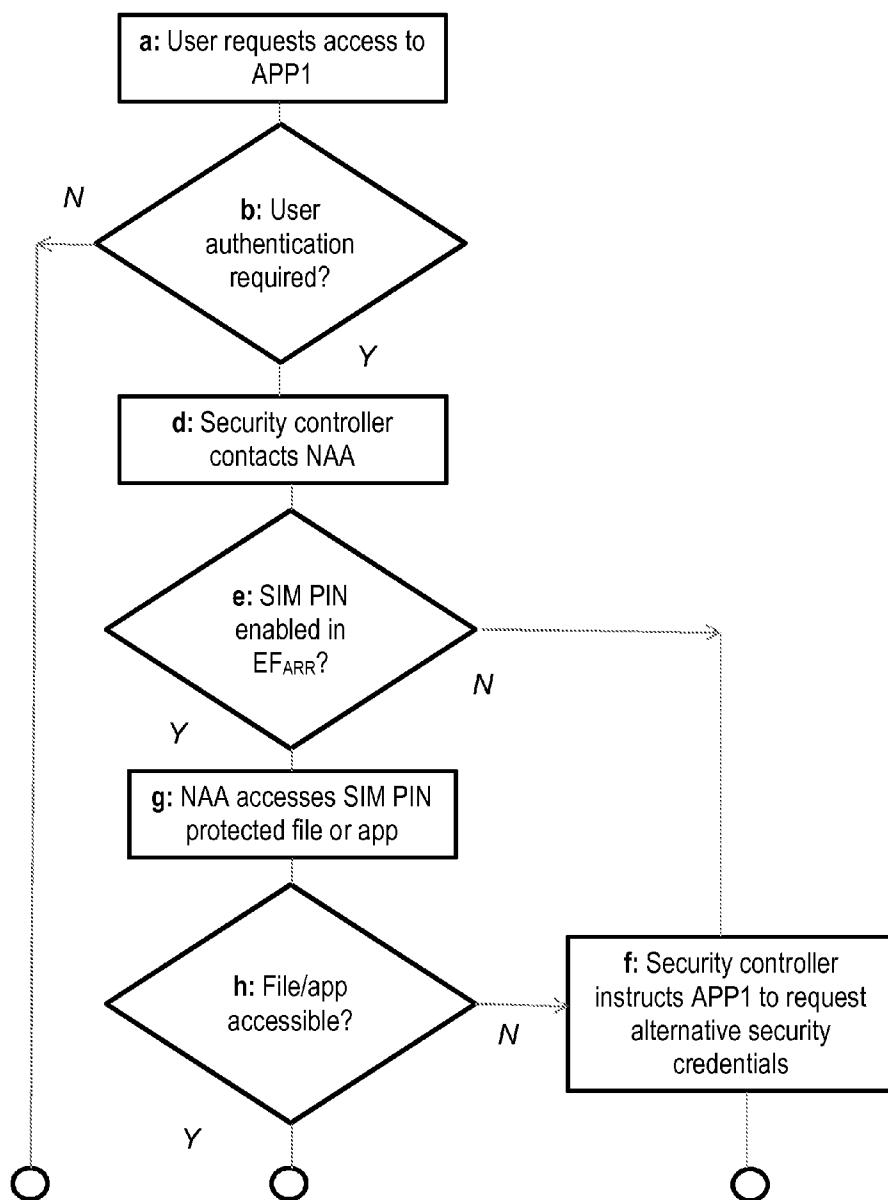 a: User requests access to
APP1
N
b: User
authentication
required?
Y
d: Security controller
contacts NAA
e: SIM PIN
enabled in
EFARR?
N
Y
g: NAA accesses SIM PIN
protected file or app
h: File/app
accessible?
N
f: Security controller
instructs APP1 to request
alternative security
credentials
Y